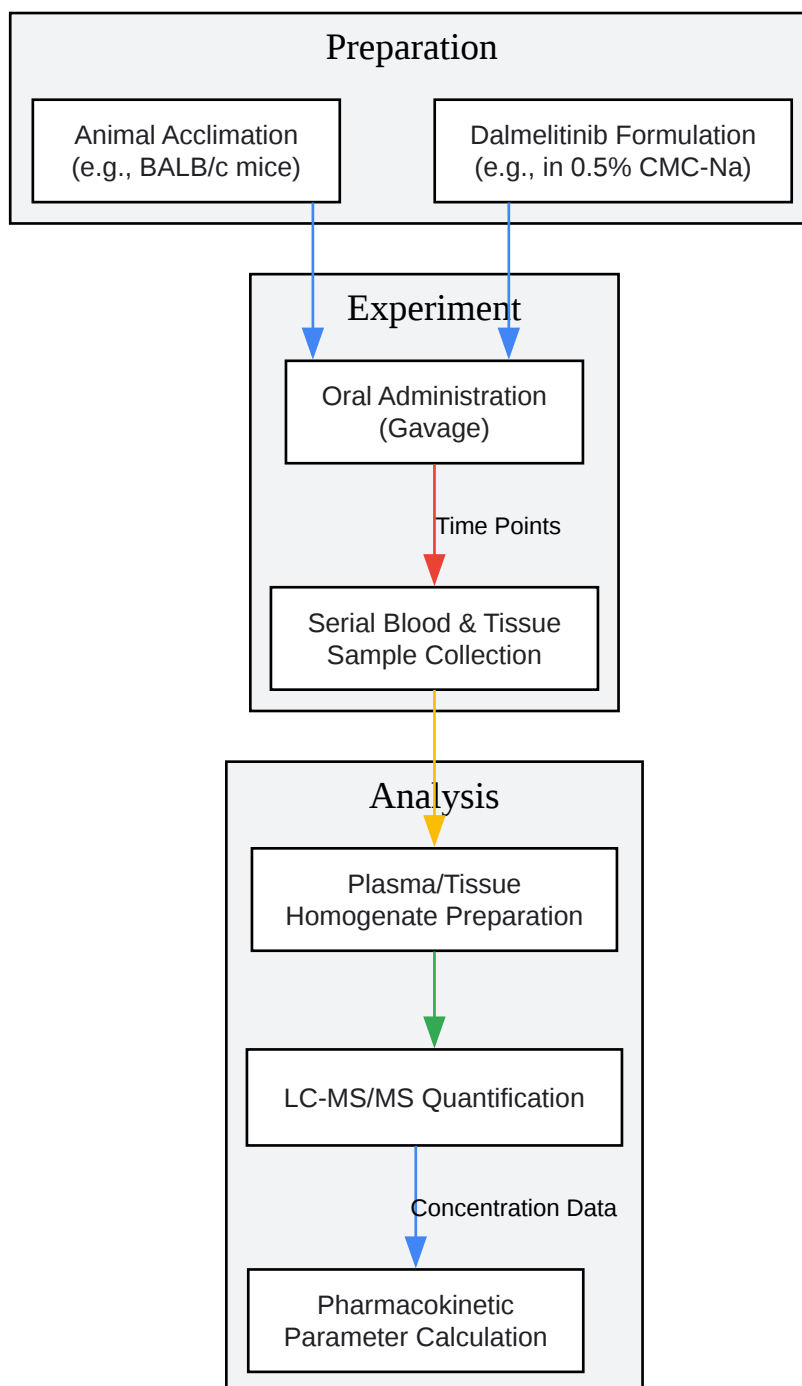 Preparation
Animal Acclimation
(e.g., BALB/c mice)
Dalmelitinib Formulation
(e.g., in 0.5% CMC-Na)
Experiment
Oral Administration
(Gavage)
Time Points
Serial Blood & Tissue
Sample Collection
Analysis
Plasma/Tissue
Homogenate Preparation
LC-MS/MS Quantification
Concentration Data
Pharmacokinetic
Parameter Calculation